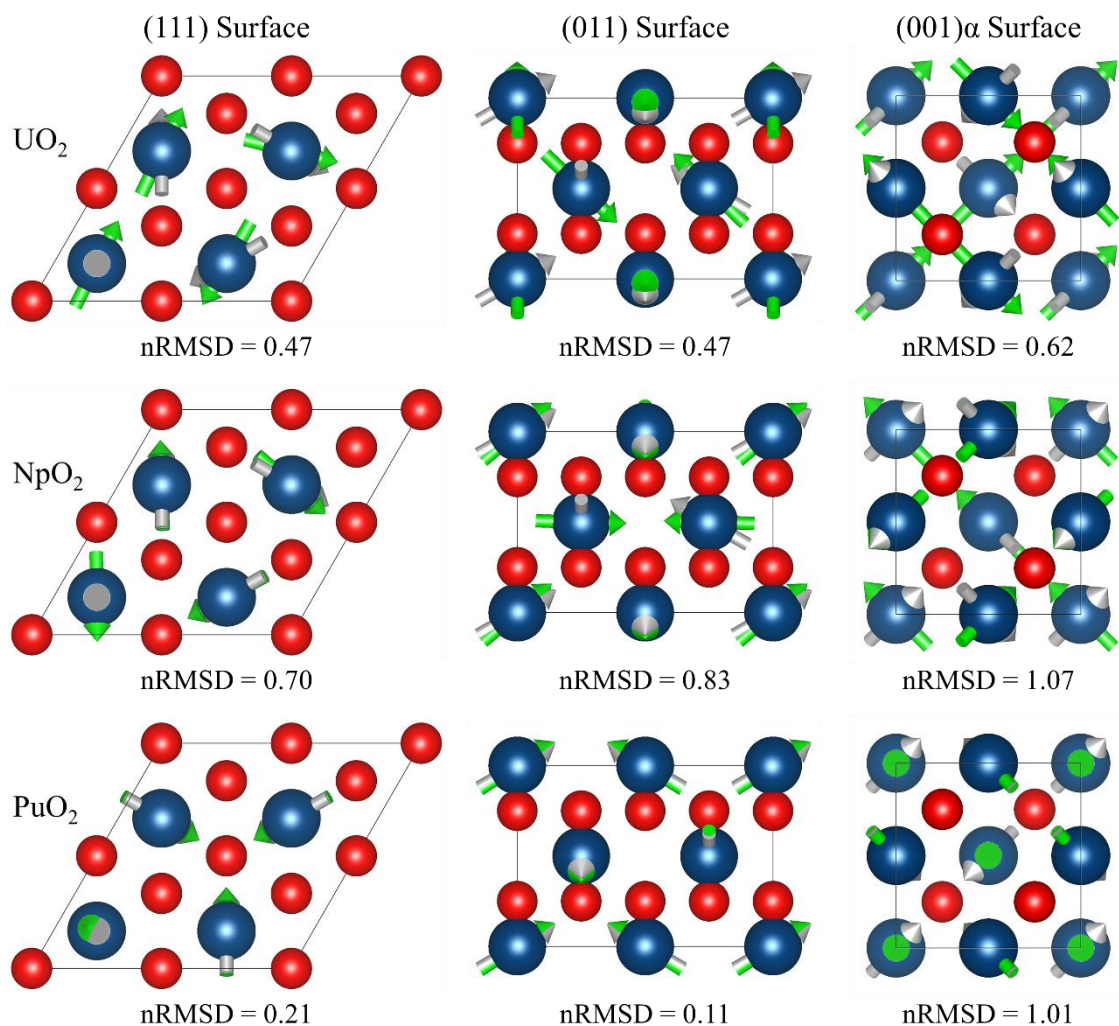 (111) Surface (011) Surface (001)α Surface
UO₂
nRMSD = 0.47 nRMSD = 0.47 nRMSD = 0.62
NpO₂
nRMSD = 0.70 nRMSD = 0.83 nRMSD = 1.07
PuO₂
nRMSD = 0.21 nRMSD = 0.11 nRMSD = 1.01